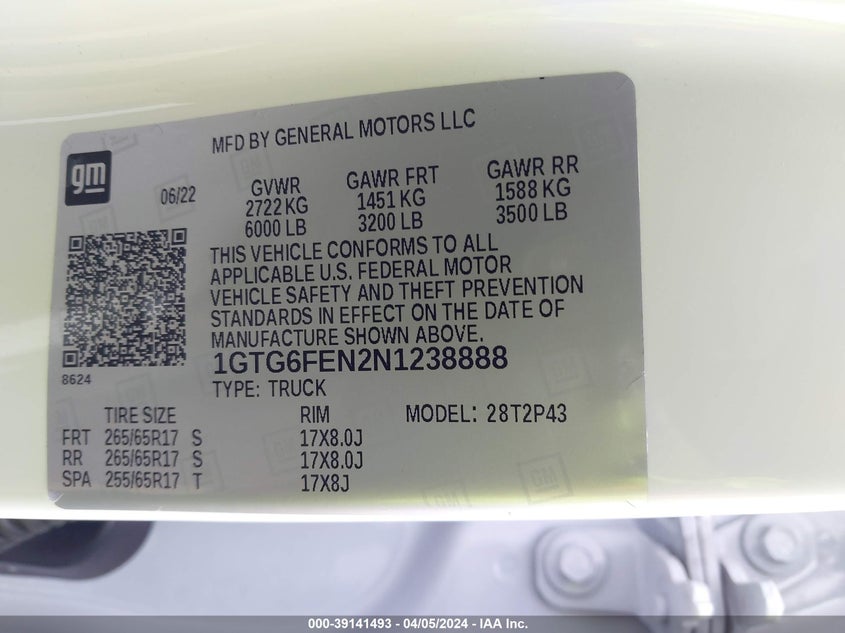 MFD BY GENERAL MOTORS LLC
gm
06/22
GVWR
2722 KG
6000 LB
GAWR FRT
1451 KG
3200 LB
GAWR RR
1588 KG
3500 LB
THIS VEHICLE CONFORMS TO ALL
APPLICABLE U.S. FEDERAL MOTOR
VEHICLE SAFETY AND THEFT PREVENTION
STANDARDS IN EFFECT ON THE DATE OF
MANUFACTURE SHOWN ABOVE.
8624
1GTG6FEN2N1238888
TYPE: TRUCK
TIRE SIZE RIM MODEL: 28T2P43
FRT 265/65R17 S 17X8.0J
RR 265/65R17 S 17X8.0J
SPA 255/65R17 T 17X8J
000-39141493 - 04/05/2024 - IAA Inc.